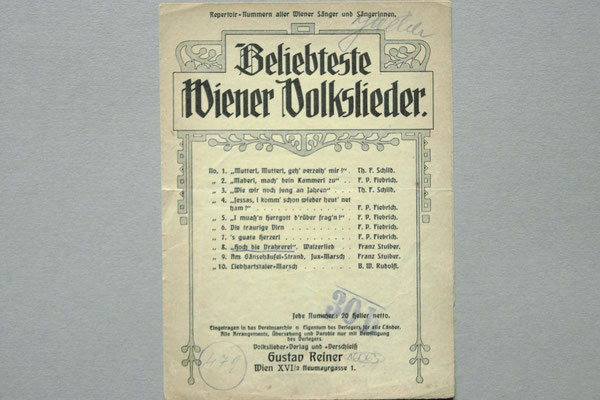 Repertoir-Nummern aller Wiener Sänger und Sängerinnen.
Beliebteste
Wiener Volkslieder.
No. 1. „Mutterl, Mutterl, geh' verzeih' mir!" . . Th. F. Schild.
„ 2. „Maderl, mach' dein Kammerl zu" . . F. P. Fiebrich.
„ 3. „Wie wir noch jung an Jahren" . . Th. F. Schild.
„ 4. „Jessas, i komm' schon wieder heut' net
ham!" . . . F. P. Fiebrich.
„ 5. „I muaß'n Herrgott d'rüber frag'n!" . F. P. Fiebrich.
„ 6. Die traurige Dirn . . . F. P. Fiebrich.
„ 7. 's guate Herzerl . . . F. P. Fiebrich.
„ 8. „Hoch die Drahrerei", Walzerlied . Franz Stuiber.
„ 9. Am Gänsehäufel-Strand, Jux-Marsch . Franz Stuiber.
„ 10. Liebhartstaler-Marsch . . . B. W. Rudolfi.
30
Jede Nummer: 20 Heller netto.
Eingetragen in das Vereinsarchiv Eigentum des Verlegers für alle Länder.
Alle Arrangements, Übersetzung und Parodie nur mit Bewilligung
des Verlegers.
Volkslieder-Verlag und -Verschleiß
Gustav Reiner
Wien XVI/2 Neumayrgasse 1.